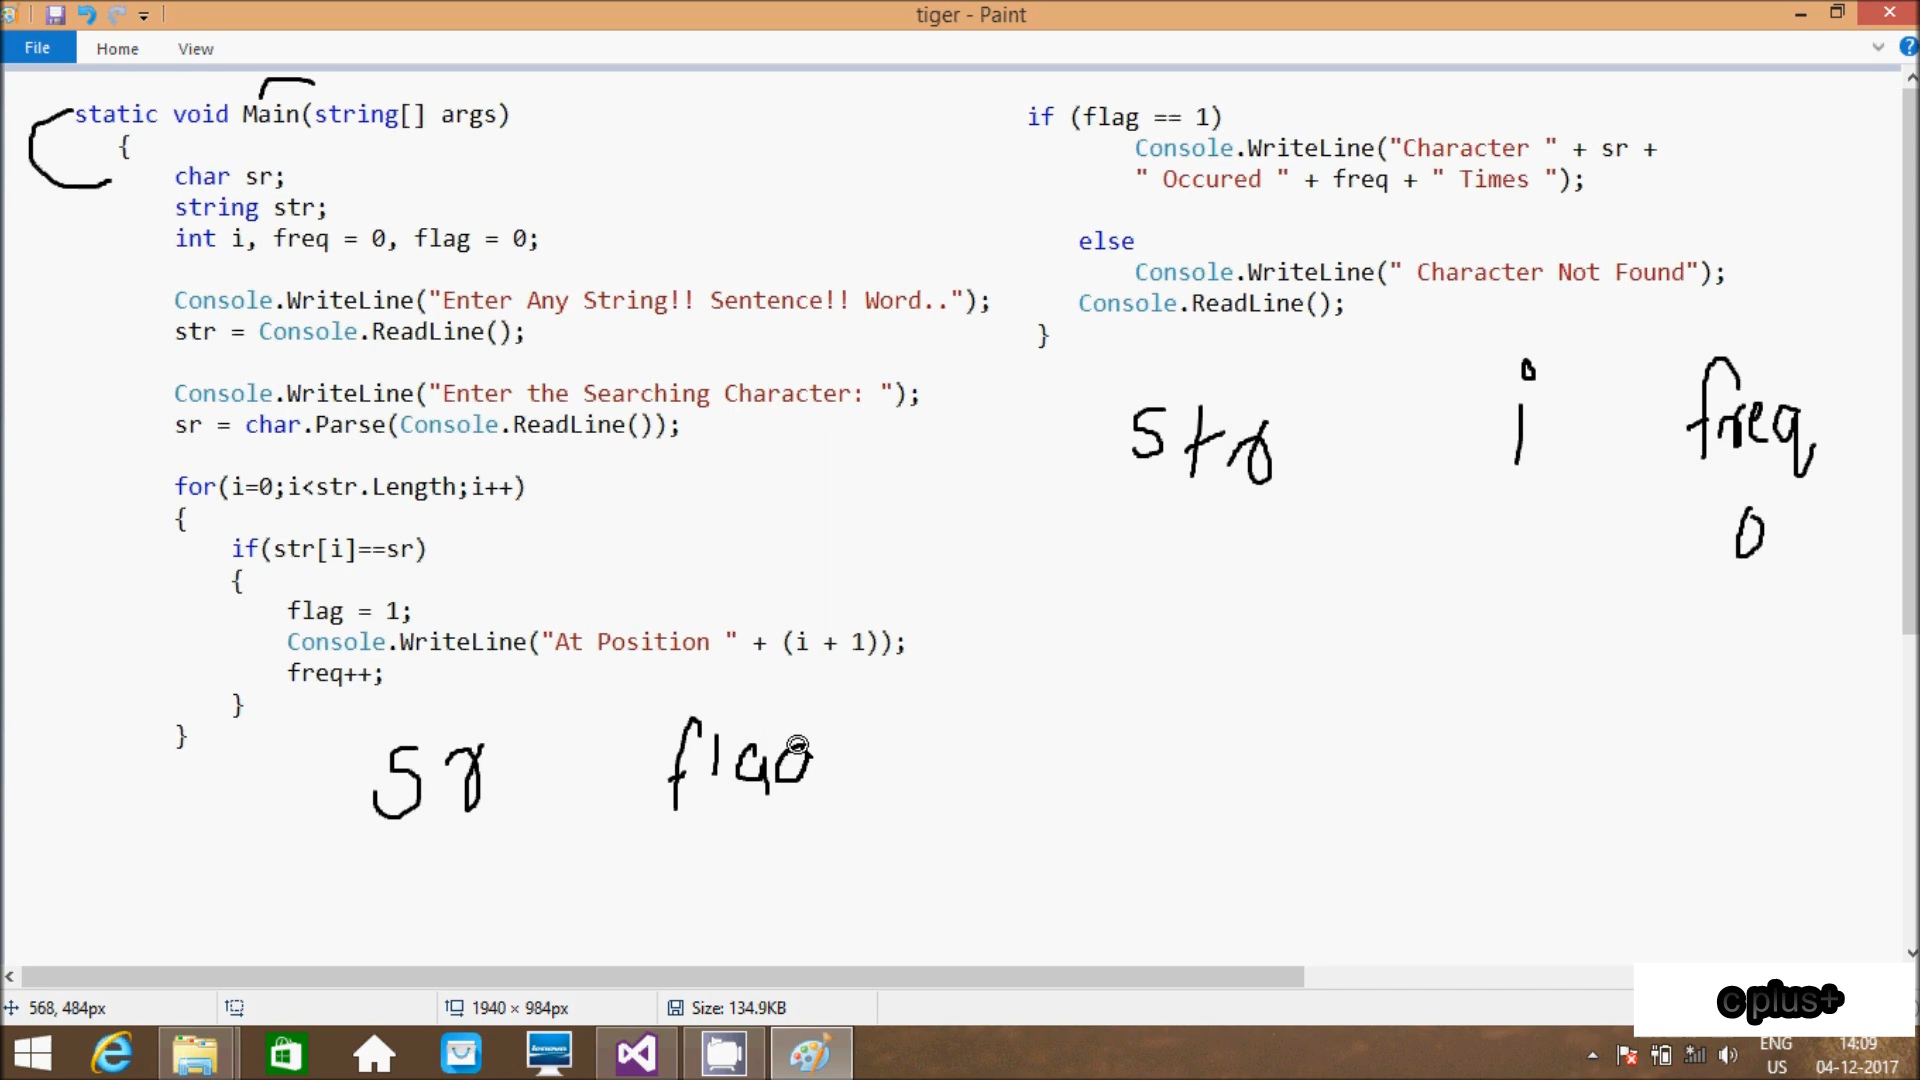 tiger - Paint
File Home View
static void Main(string[] args)
{
char sr;
string str;
int i, freq = 0, flag = 0;
Console.WriteLine("Enter Any String!! Sentence!! Word..");
str = Console.ReadLine();
Console.WriteLine("Enter the Searching Character: ");
sr = char.Parse(Console.ReadLine());
for(i=0;i<str.Length;i++)
{
if(str[i]==sr)
{
flag = 1;
Console.WriteLine("At Position " + (i + 1));
freq++;
}
}
sr flag
if (flag == 1)
Console.WriteLine("Character " + sr +
" Occured " + freq + " Times ");
else
Console.WriteLine(" Character Not Found");
Console.ReadLine();
}
str i freq
0
568, 484px 1940 × 984px Size: 134.9KB
c plus+
ENG 14:09
US 04-12-2017